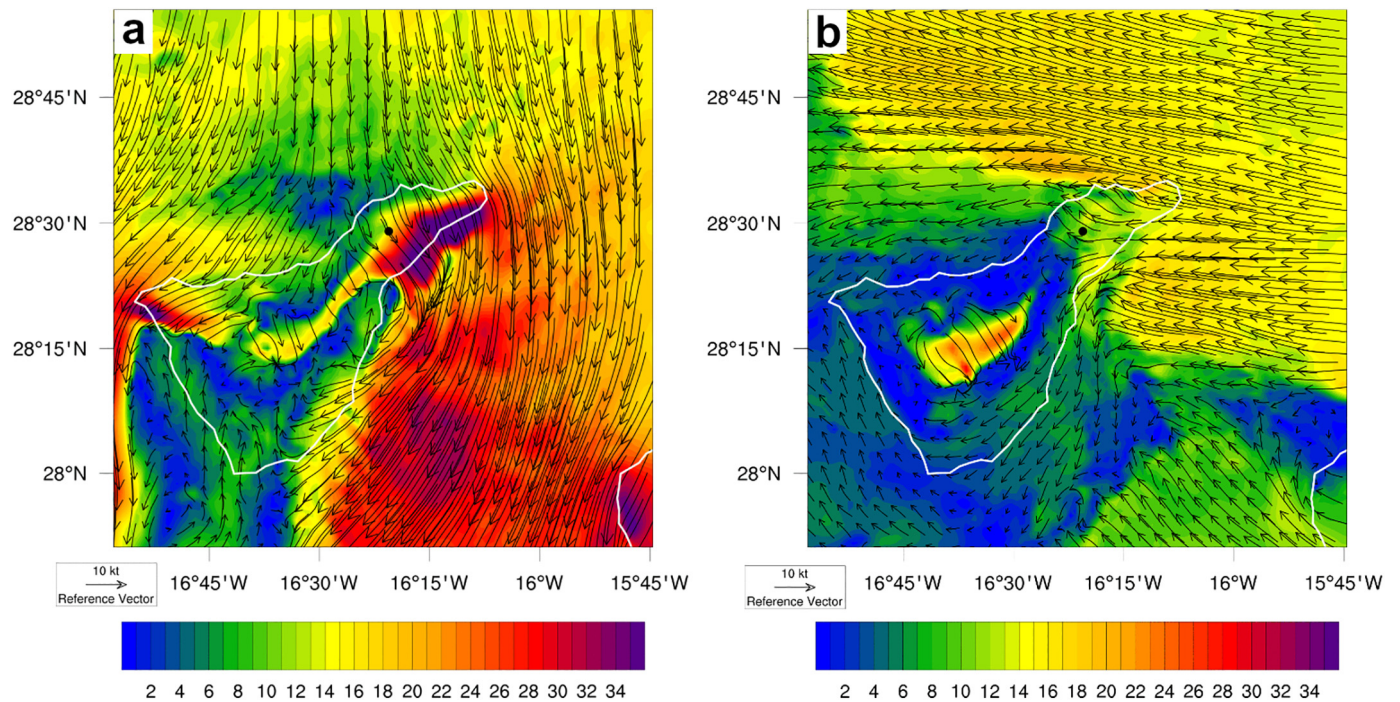 a
b
28°45'N
28°30'N
28°15'N
28°N
28°45'N
28°30'N
28°15'N
28°N
10 kt
Reference Vector
16°45'W 16°30'W 16°15'W 16°W 15°45'W
10 kt
Reference Vector
16°45'W 16°30'W 16°15'W 16°W 15°45'W
2 4 6 8 10 12 14 16 18 20 22 24 26 28 30 32 34
2 4 6 8 10 12 14 16 18 20 22 24 26 28 30 32 34